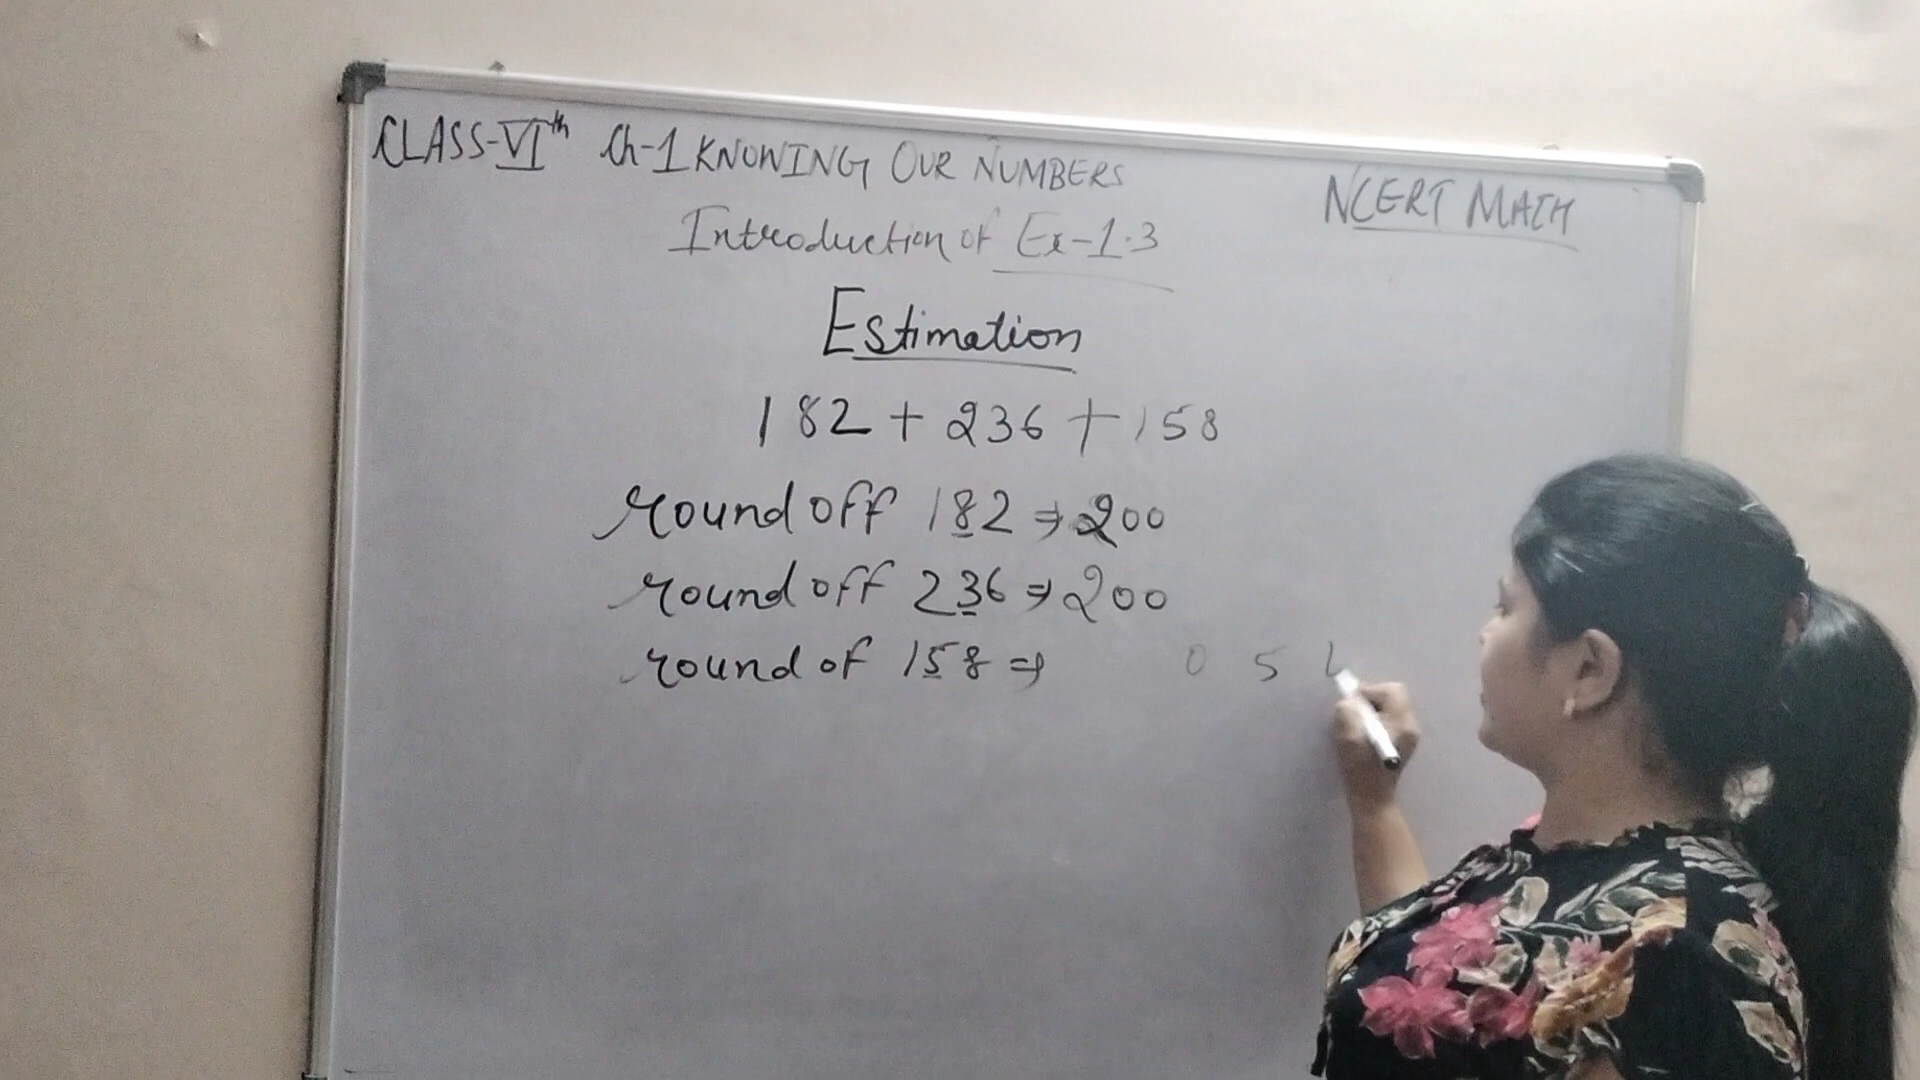 CLASS-VIth Ch-1 KNOWING OUR NUMBERS
NCERT MATH
Introduction of Ex-1.3
Estimation
182 + 236 + 158
round off 182 ⇒ 200
round off 236 ⇒ 200
round of 158 ⇒ 0 5